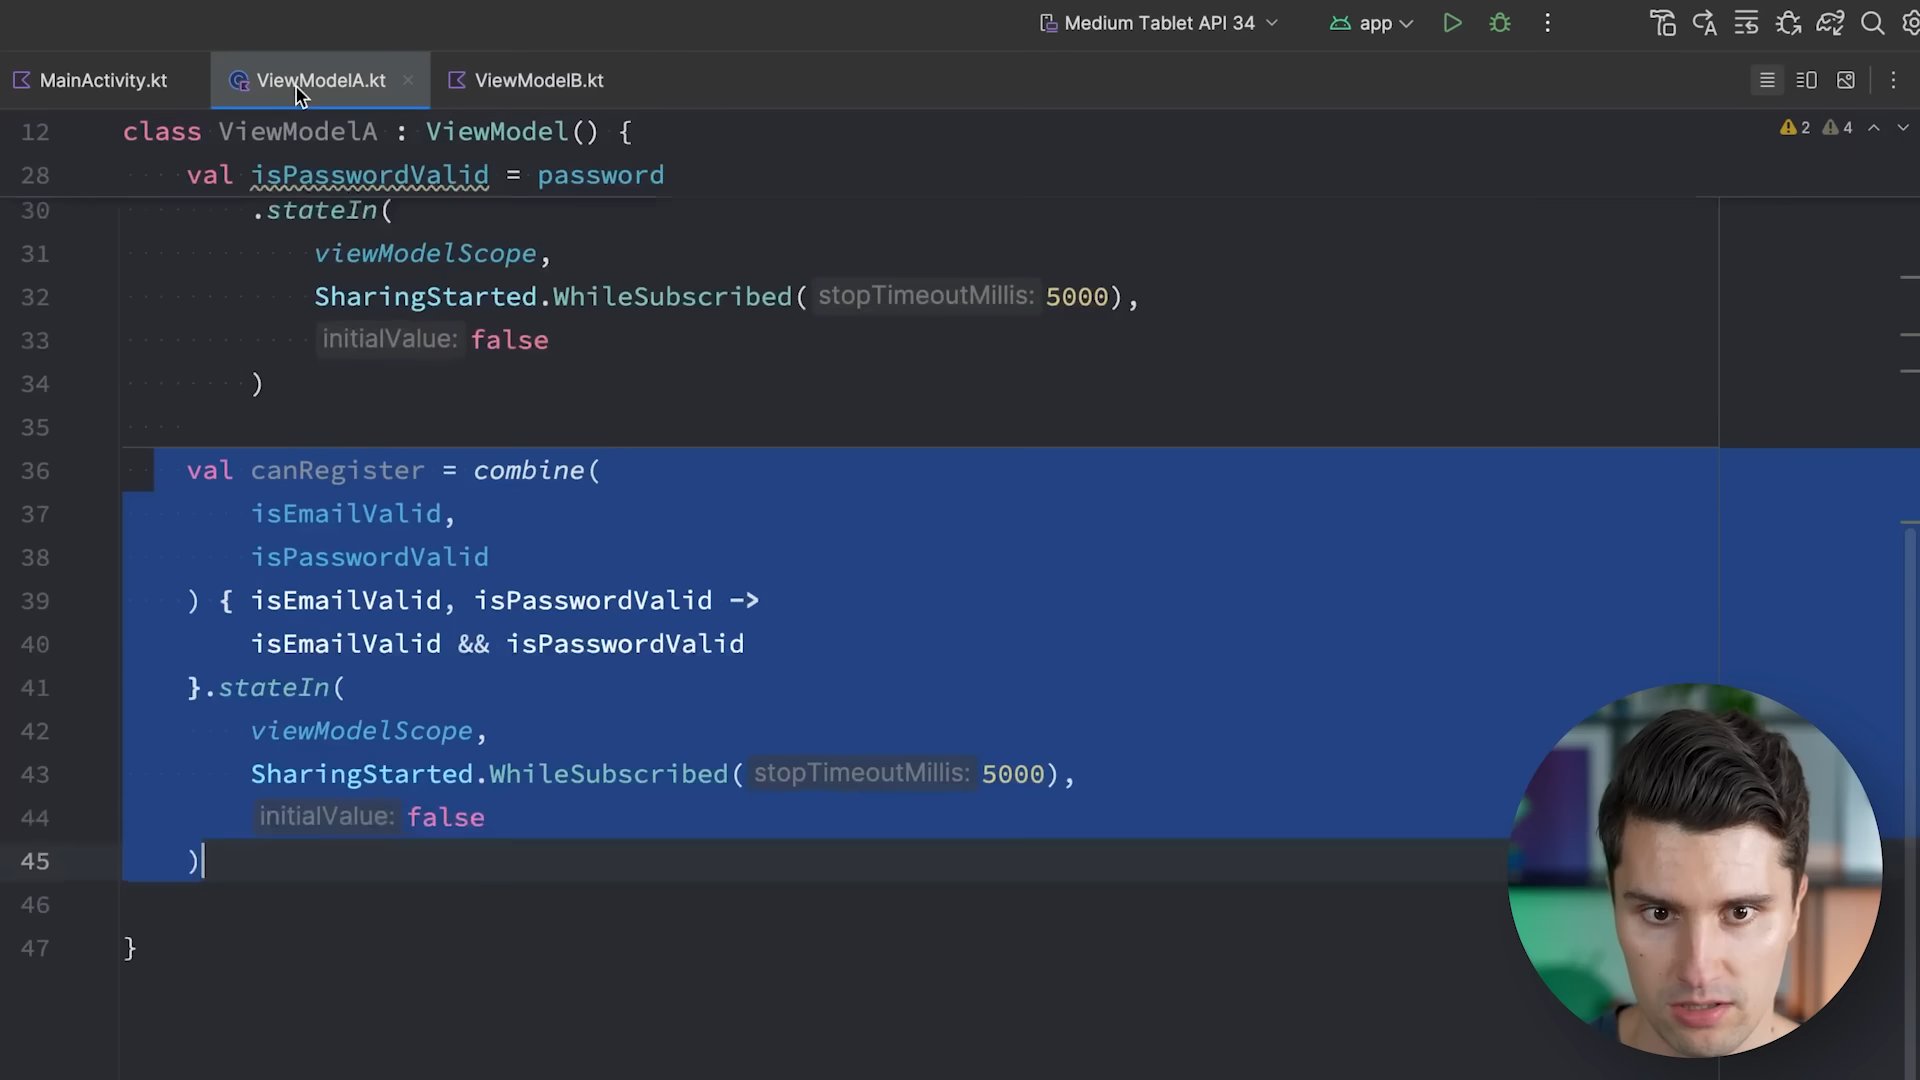 Medium Tablet API 34
app
MainActivity.kt
ViewModelA.kt
ViewModelB.kt
12 class ViewModelA : ViewModel() {
2 4
28 val isPasswordValid = password
30 .stateIn(
31 viewModelScope,
32 SharingStarted.WhileSubscribed( stopTimeoutMillis: 5000),
33 initialValue: false
34 )
35
36 val canRegister = combine(
37 isEmailValid,
38 isPasswordValid
39 ) { isEmailValid, isPasswordValid ->
40 isEmailValid && isPasswordValid
41 }.stateIn(
42 viewModelScope,
43 SharingStarted.WhileSubscribed( stopTimeoutMillis: 5000),
44 initialValue: false
45 )
46
47 }